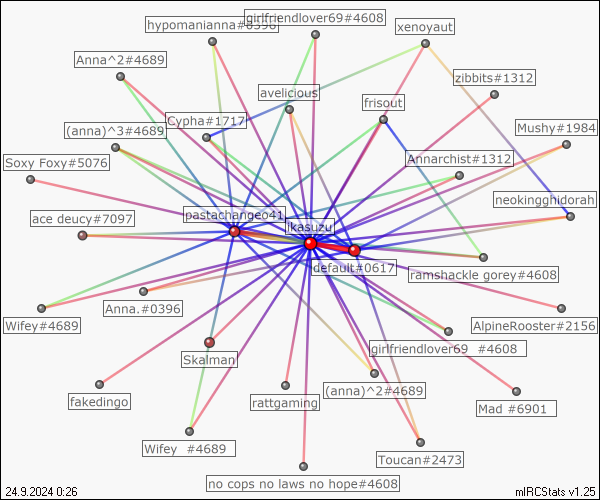 hypomanianna#0396
girlfriendlover69#4608
xenoyaut
Anna^2#4689
zibbits#1312
avelicious
frisout
Cypha#1717
(anna)^3#4689
Mushy#1984
Soxy Foxy#5076
Annarchist#1312
neokingghidorah
ace deucy#7097
pastachangeo41
ikasuzu
default#0617
ramshackle gorey#4608
Anna.#0396
Wifey#4689
AlpineRooster#2156
girlfriendlover69 #4608
Skalman
fakedingo
rattgaming
(anna)^2#4689
Mad #6901
Wifey #4689
Toucan#2473
no cops no laws no hope#4608
24.9.2024 0:26
mIRCStats v1.25